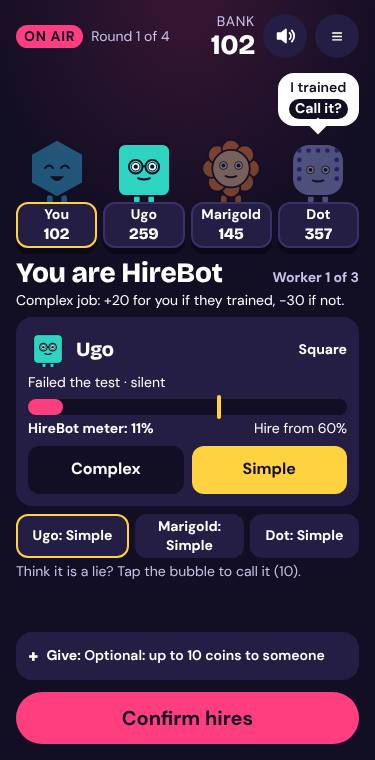 ON AIR
Round 1 of 4
BANK
102
I trained
Call it?
You
102
Ugo
259
Marigold
145
Dot
357
You are HireBot
Worker 1 of 3
Complex job: +20 for you if they trained, -30 if not.
Ugo
Square
Failed the test · silent
HireBot meter: 11%
Hire from 60%
Complex
Simple
Ugo: Simple
Marigold:
Simple
Dot: Simple
Think it is a lie? Tap the bubble to call it (10).
+ Give: Optional: up to 10 coins to someone
Confirm hires